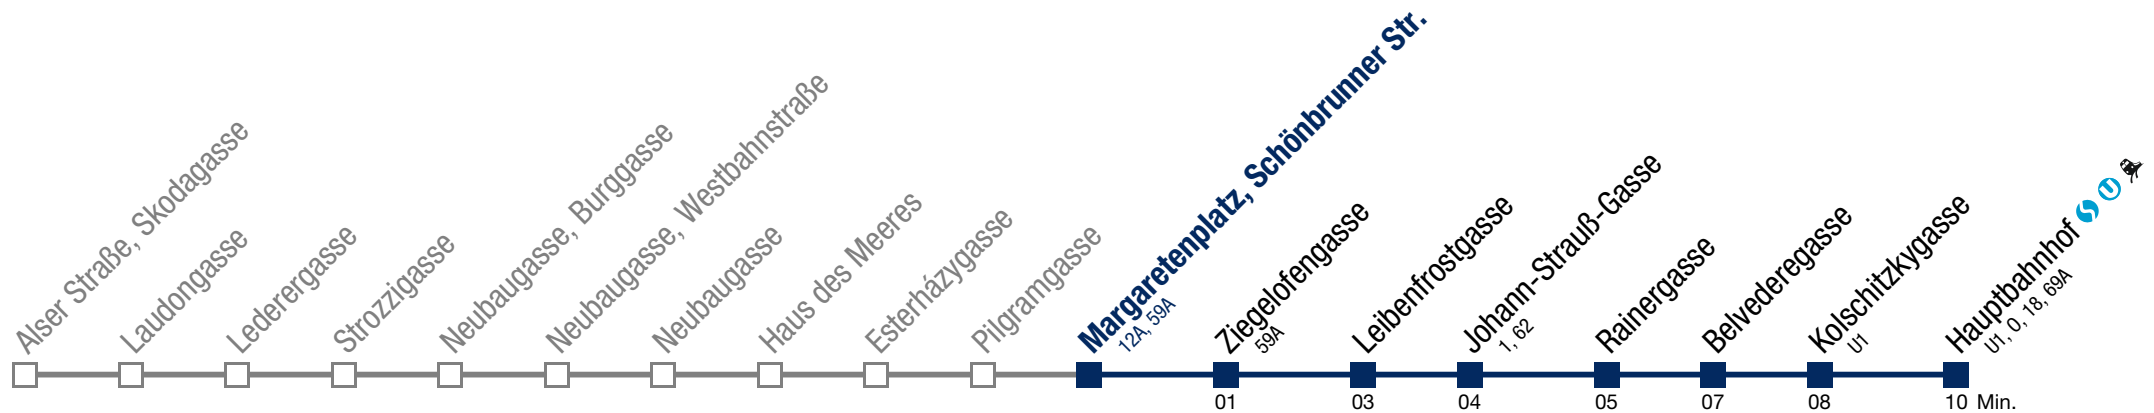 Alser Straße, Skodagasse
Laudongasse
Lederergasse
Strozzigasse
Neubaugasse, Burggasse
Neubaugasse, Westbahnstraße
Neubaugasse
Haus des Meeres
Esterházygasse
Pilgramgasse
Margaretenplatz, Schönbrunner Str.
12A, 59A
Ziegelofengasse
59A
Leibenfrostgasse
Johann-Strauß-Gasse
1, 62
Rainergasse
Belvederegasse
Kolschitzkygasse
U1
Hauptbahnhof
U1, O, 18, 69A
01 03 04 05 07 08 10 Min.